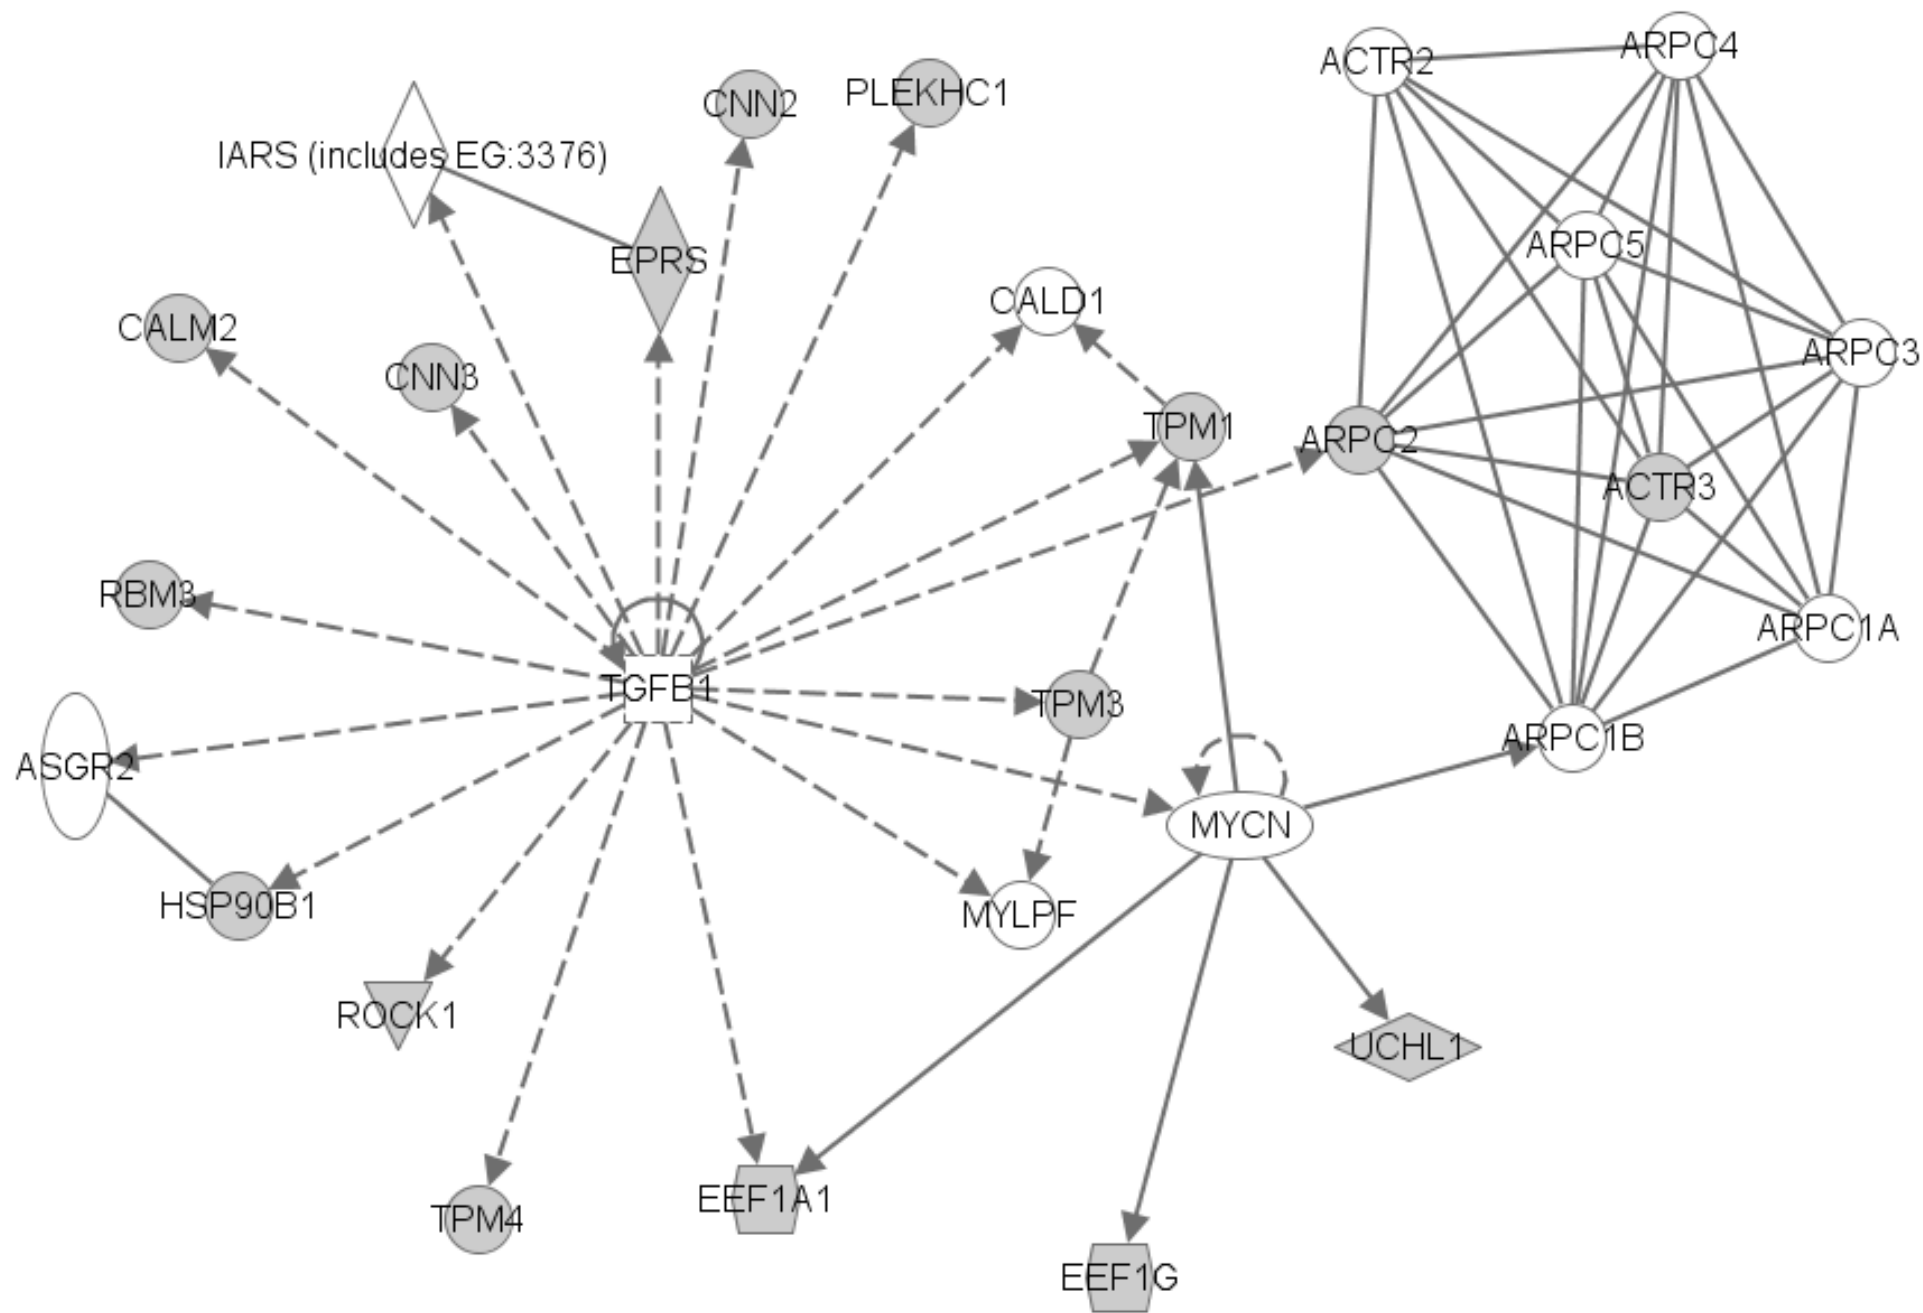 ACTR2
ARPC4
CNN2
PLEKHC1
IARS (includes EG:3376)
ARPC5
EPRS
CALD1
CALM2
CNN3
ARPC3
TPM1
ARPC2
ACTR3
RBM3
ARPC1A
TGFB1
TPM3
ARPC1B
ASGR2
MYCN
HSP90B1
MYLPF
ROCK1
UCHL1
EEF1A1
TPM4
EEF1G